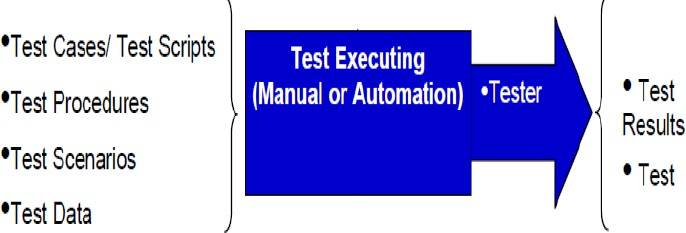 •Test Cases/ Test Scripts
•Test Procedures
•Test Scenarios
•Test Data
Test Executing
(Manual or Automation)
•Tester
• Test
Results
• Test